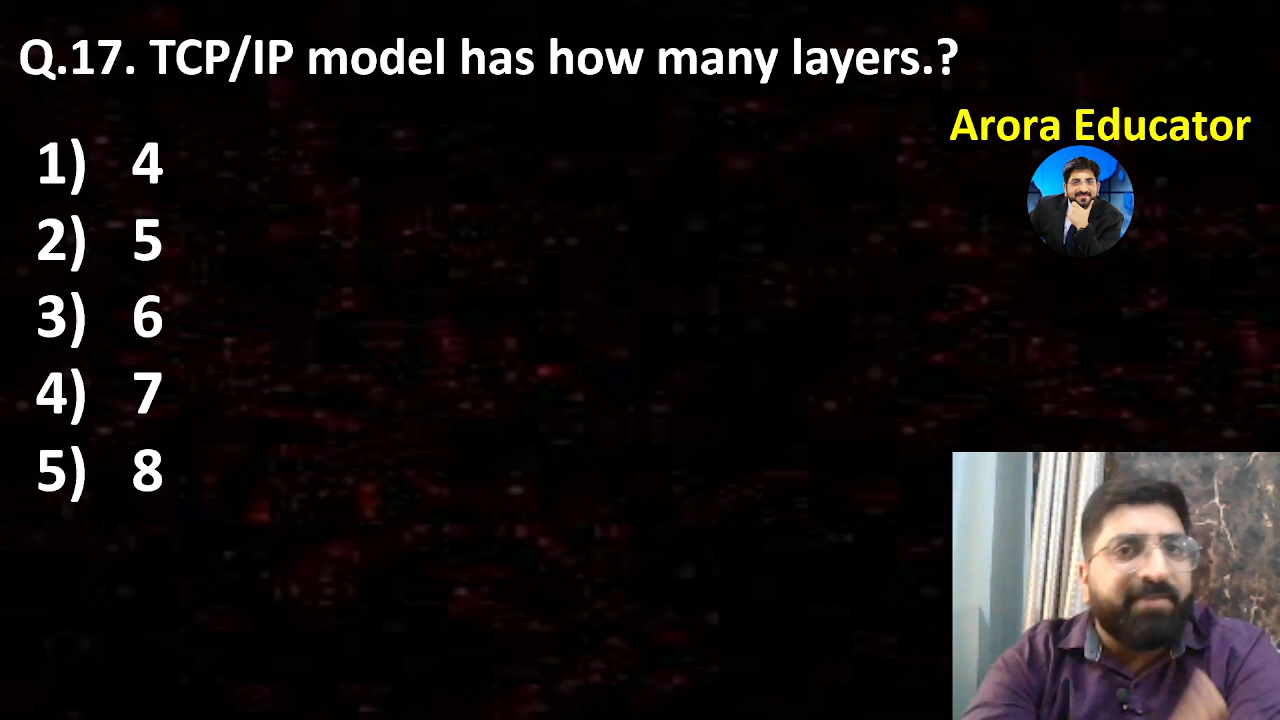 Q.17. TCP/IP model has how many layers.?
Arora Educator
1) 4
2) 5
3) 6
4) 7
5) 8